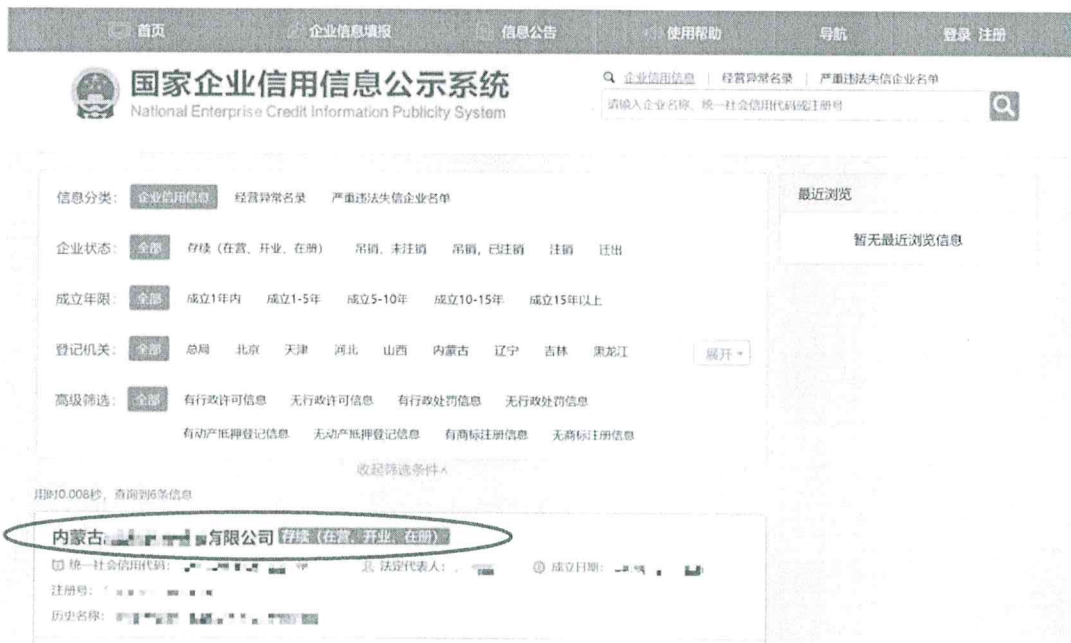 首页 企业信息填报 信息公告 使用帮助 导航 登录 注册
国家企业信用信息公示系统
National Enterprise Credit Information Publicity System
企业信用信息 | 经营异常名录 | 严重违法失信企业名单
请输入企业名称、统一社会信用代码或注册号
信息分类: 企业信用信息 经营异常名录 严重违法失信企业名单
企业状态: 全部 存续(在营、开业、在册) 吊销,未注销 吊销,已注销 注销 迁出
成立年限: 全部 成立1年内 成立1-5年 成立5-10年 成立10-15年 成立15年以上
登记机关: 全部 总局 北京 天津 河北 山西 内蒙古 辽宁 吉林 黑龙江 展开
高级筛选: 全部 有行政许可信息 无行政许可信息 有行政处罚信息 无行政处罚信息
有动产抵押登记信息 无动产抵押登记信息 有商标注册信息 无商标注册信息
收起筛选条件
最近浏览
暂无最近浏览信息
用时0.008秒,查询到6条信息
内蒙古 有限公司 存续(在营、开业、在册)
统一社会信用代码: 法定代表人: 成立日期:
注册号:
历史名称: